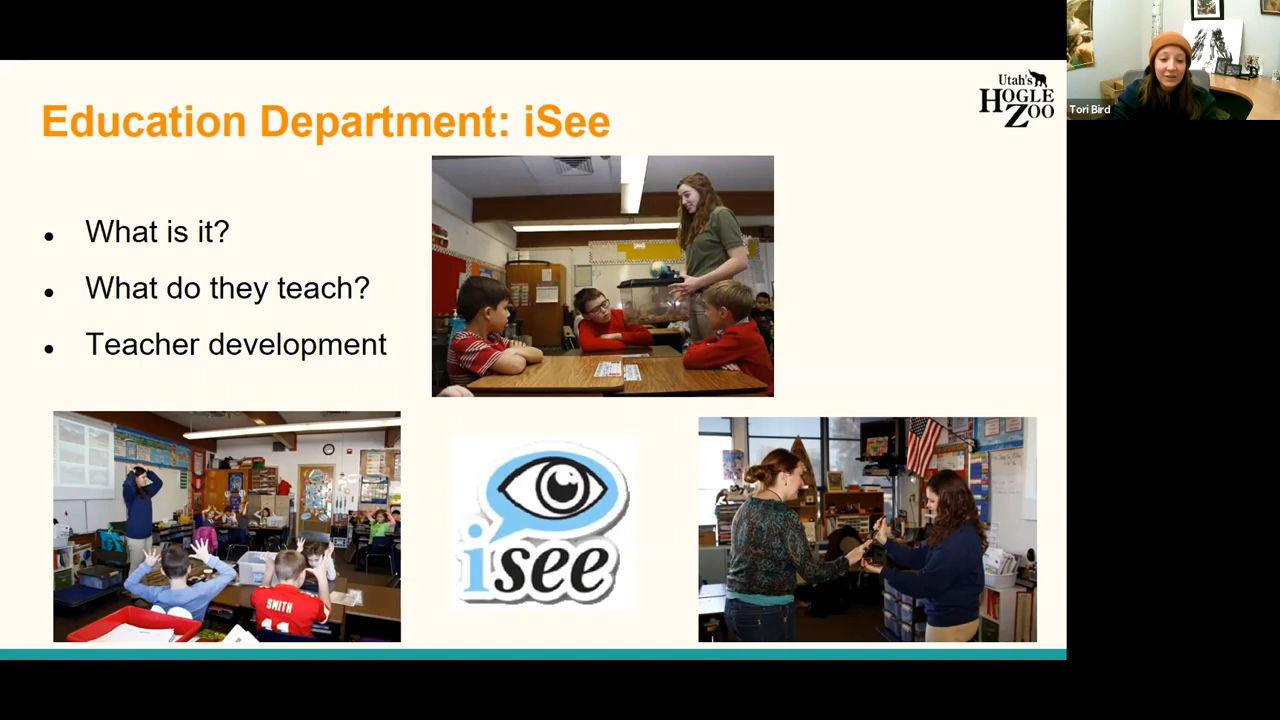 Education Department: iSee
Utah's
HOGLE
ZOO
Tori Bird
What is it?
What do they teach?
Teacher development
SMITH
11
isee